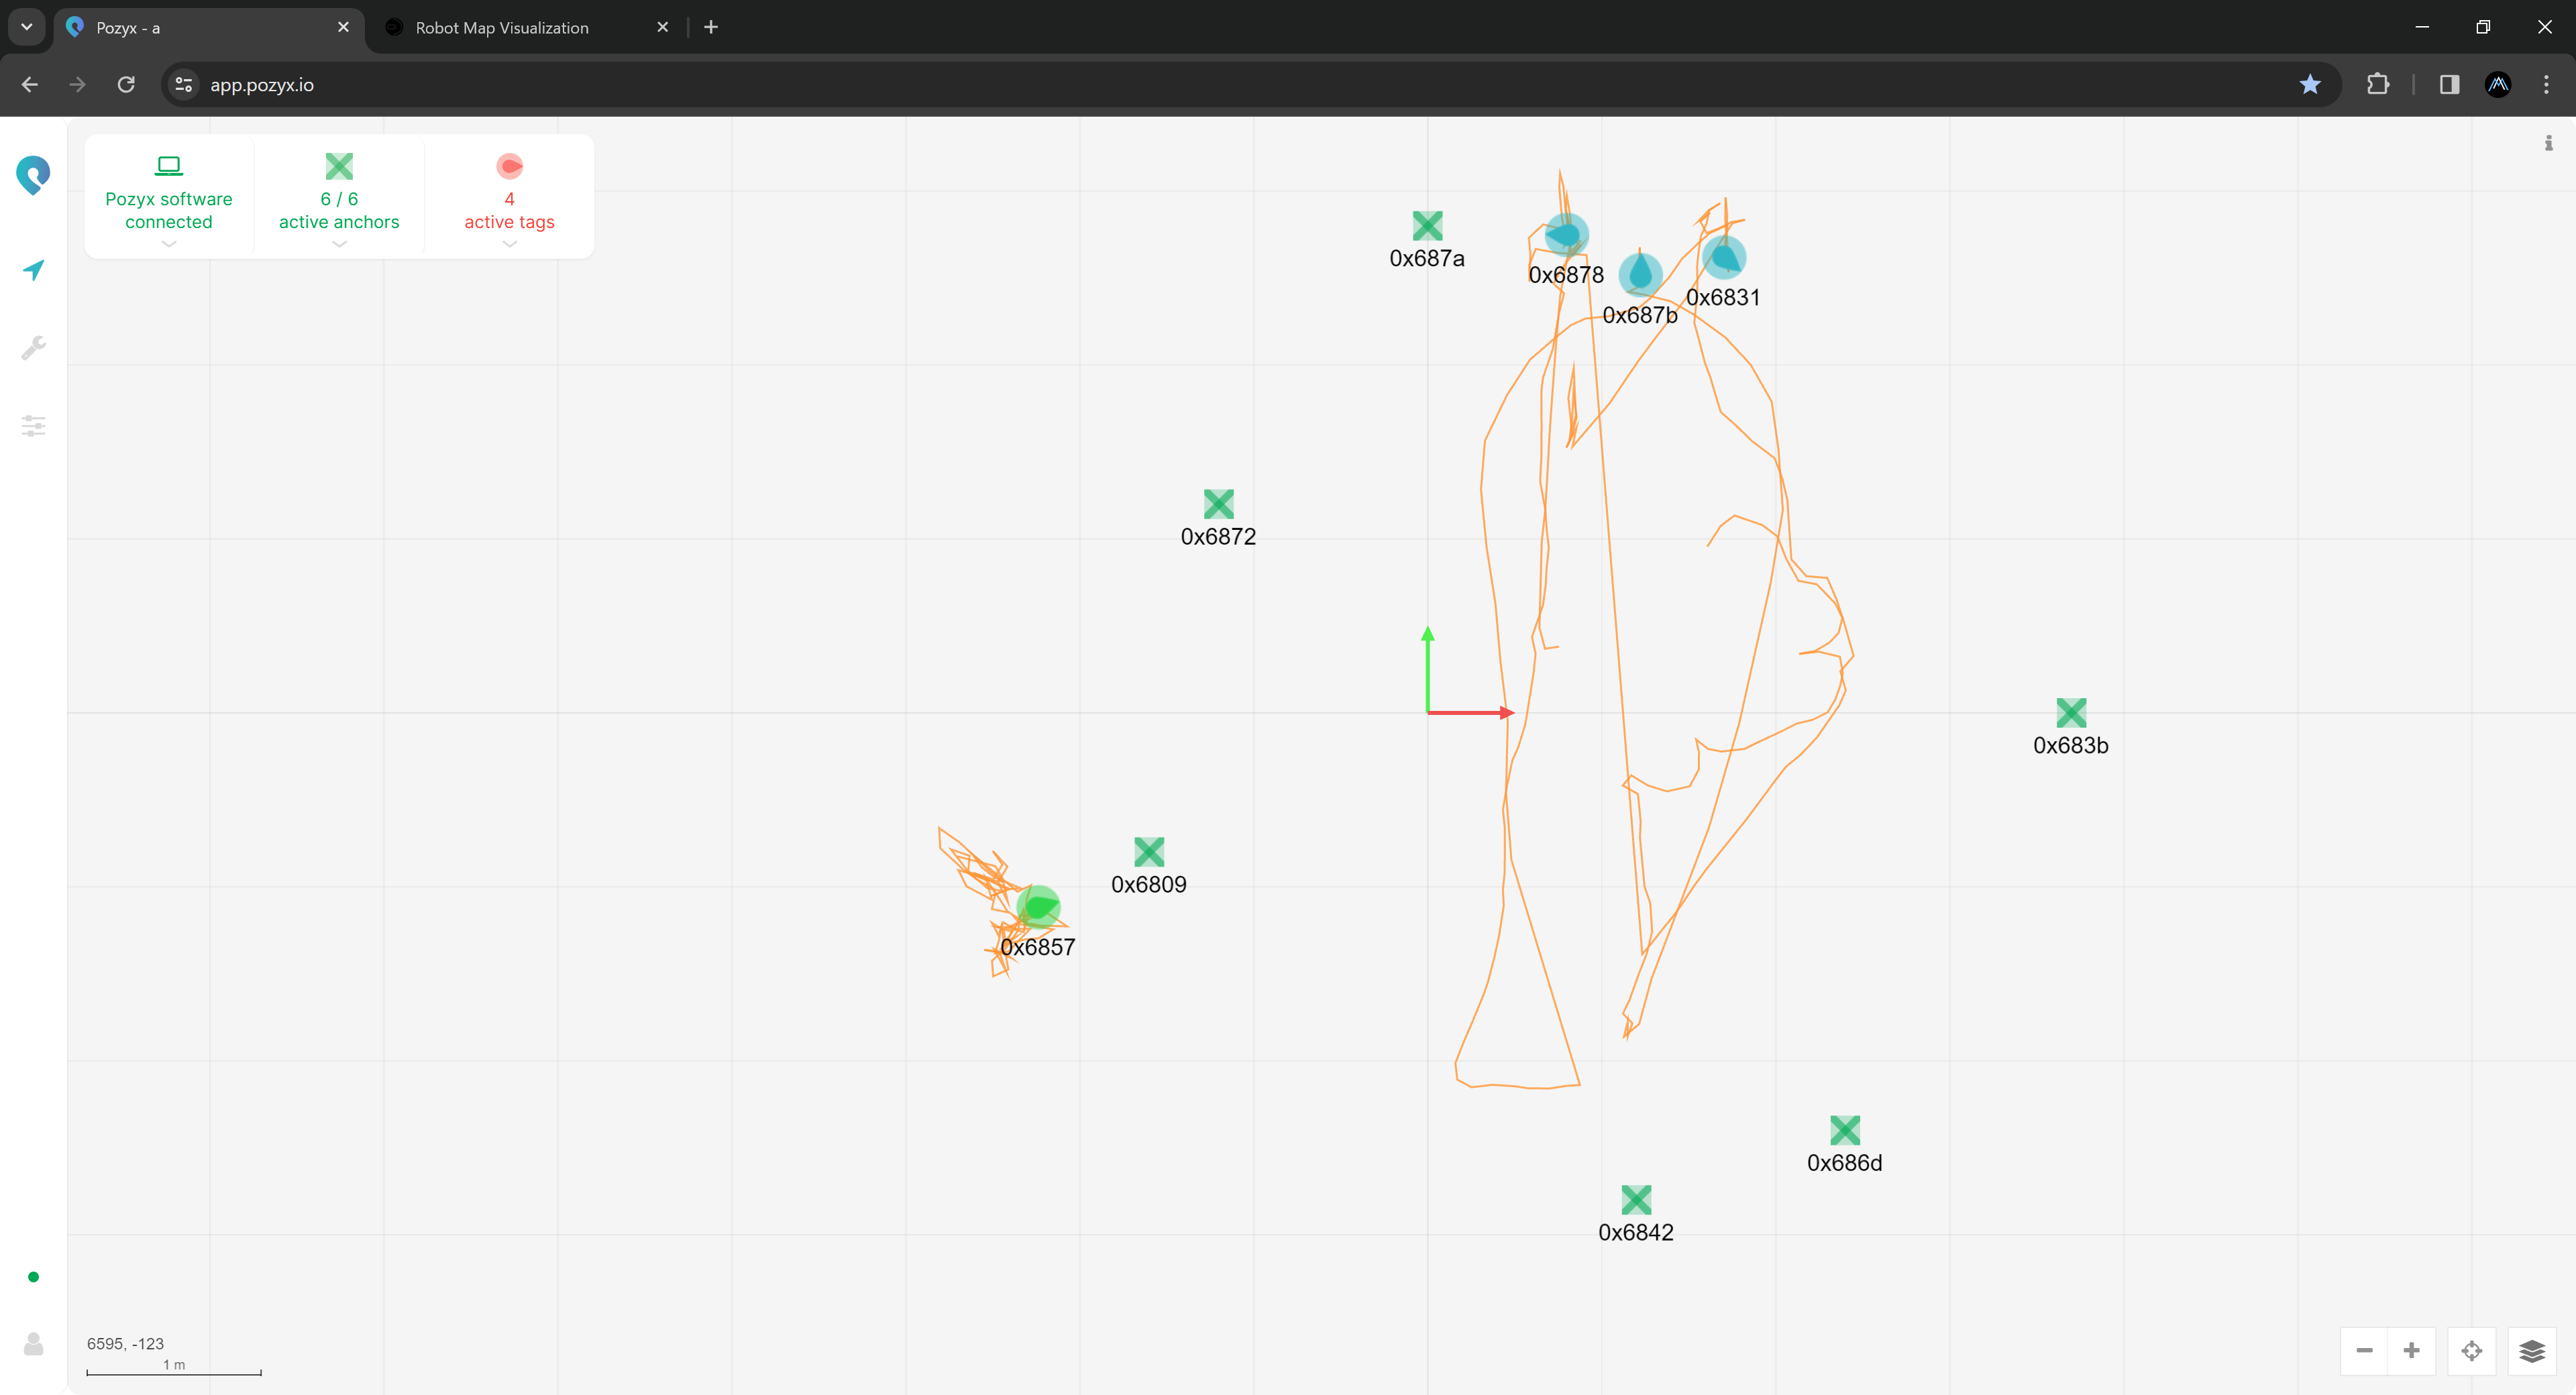 Pozyx - a
Robot Map Visualization
app.pozyx.io
Pozyx software
connected
6 / 6
active anchors
4
active tags
0x687a
0x6878
0x687b
0x6831
0x6872
0x683b
0x6809
0x6857
0x686d
0x6842
6595, -123
1 m